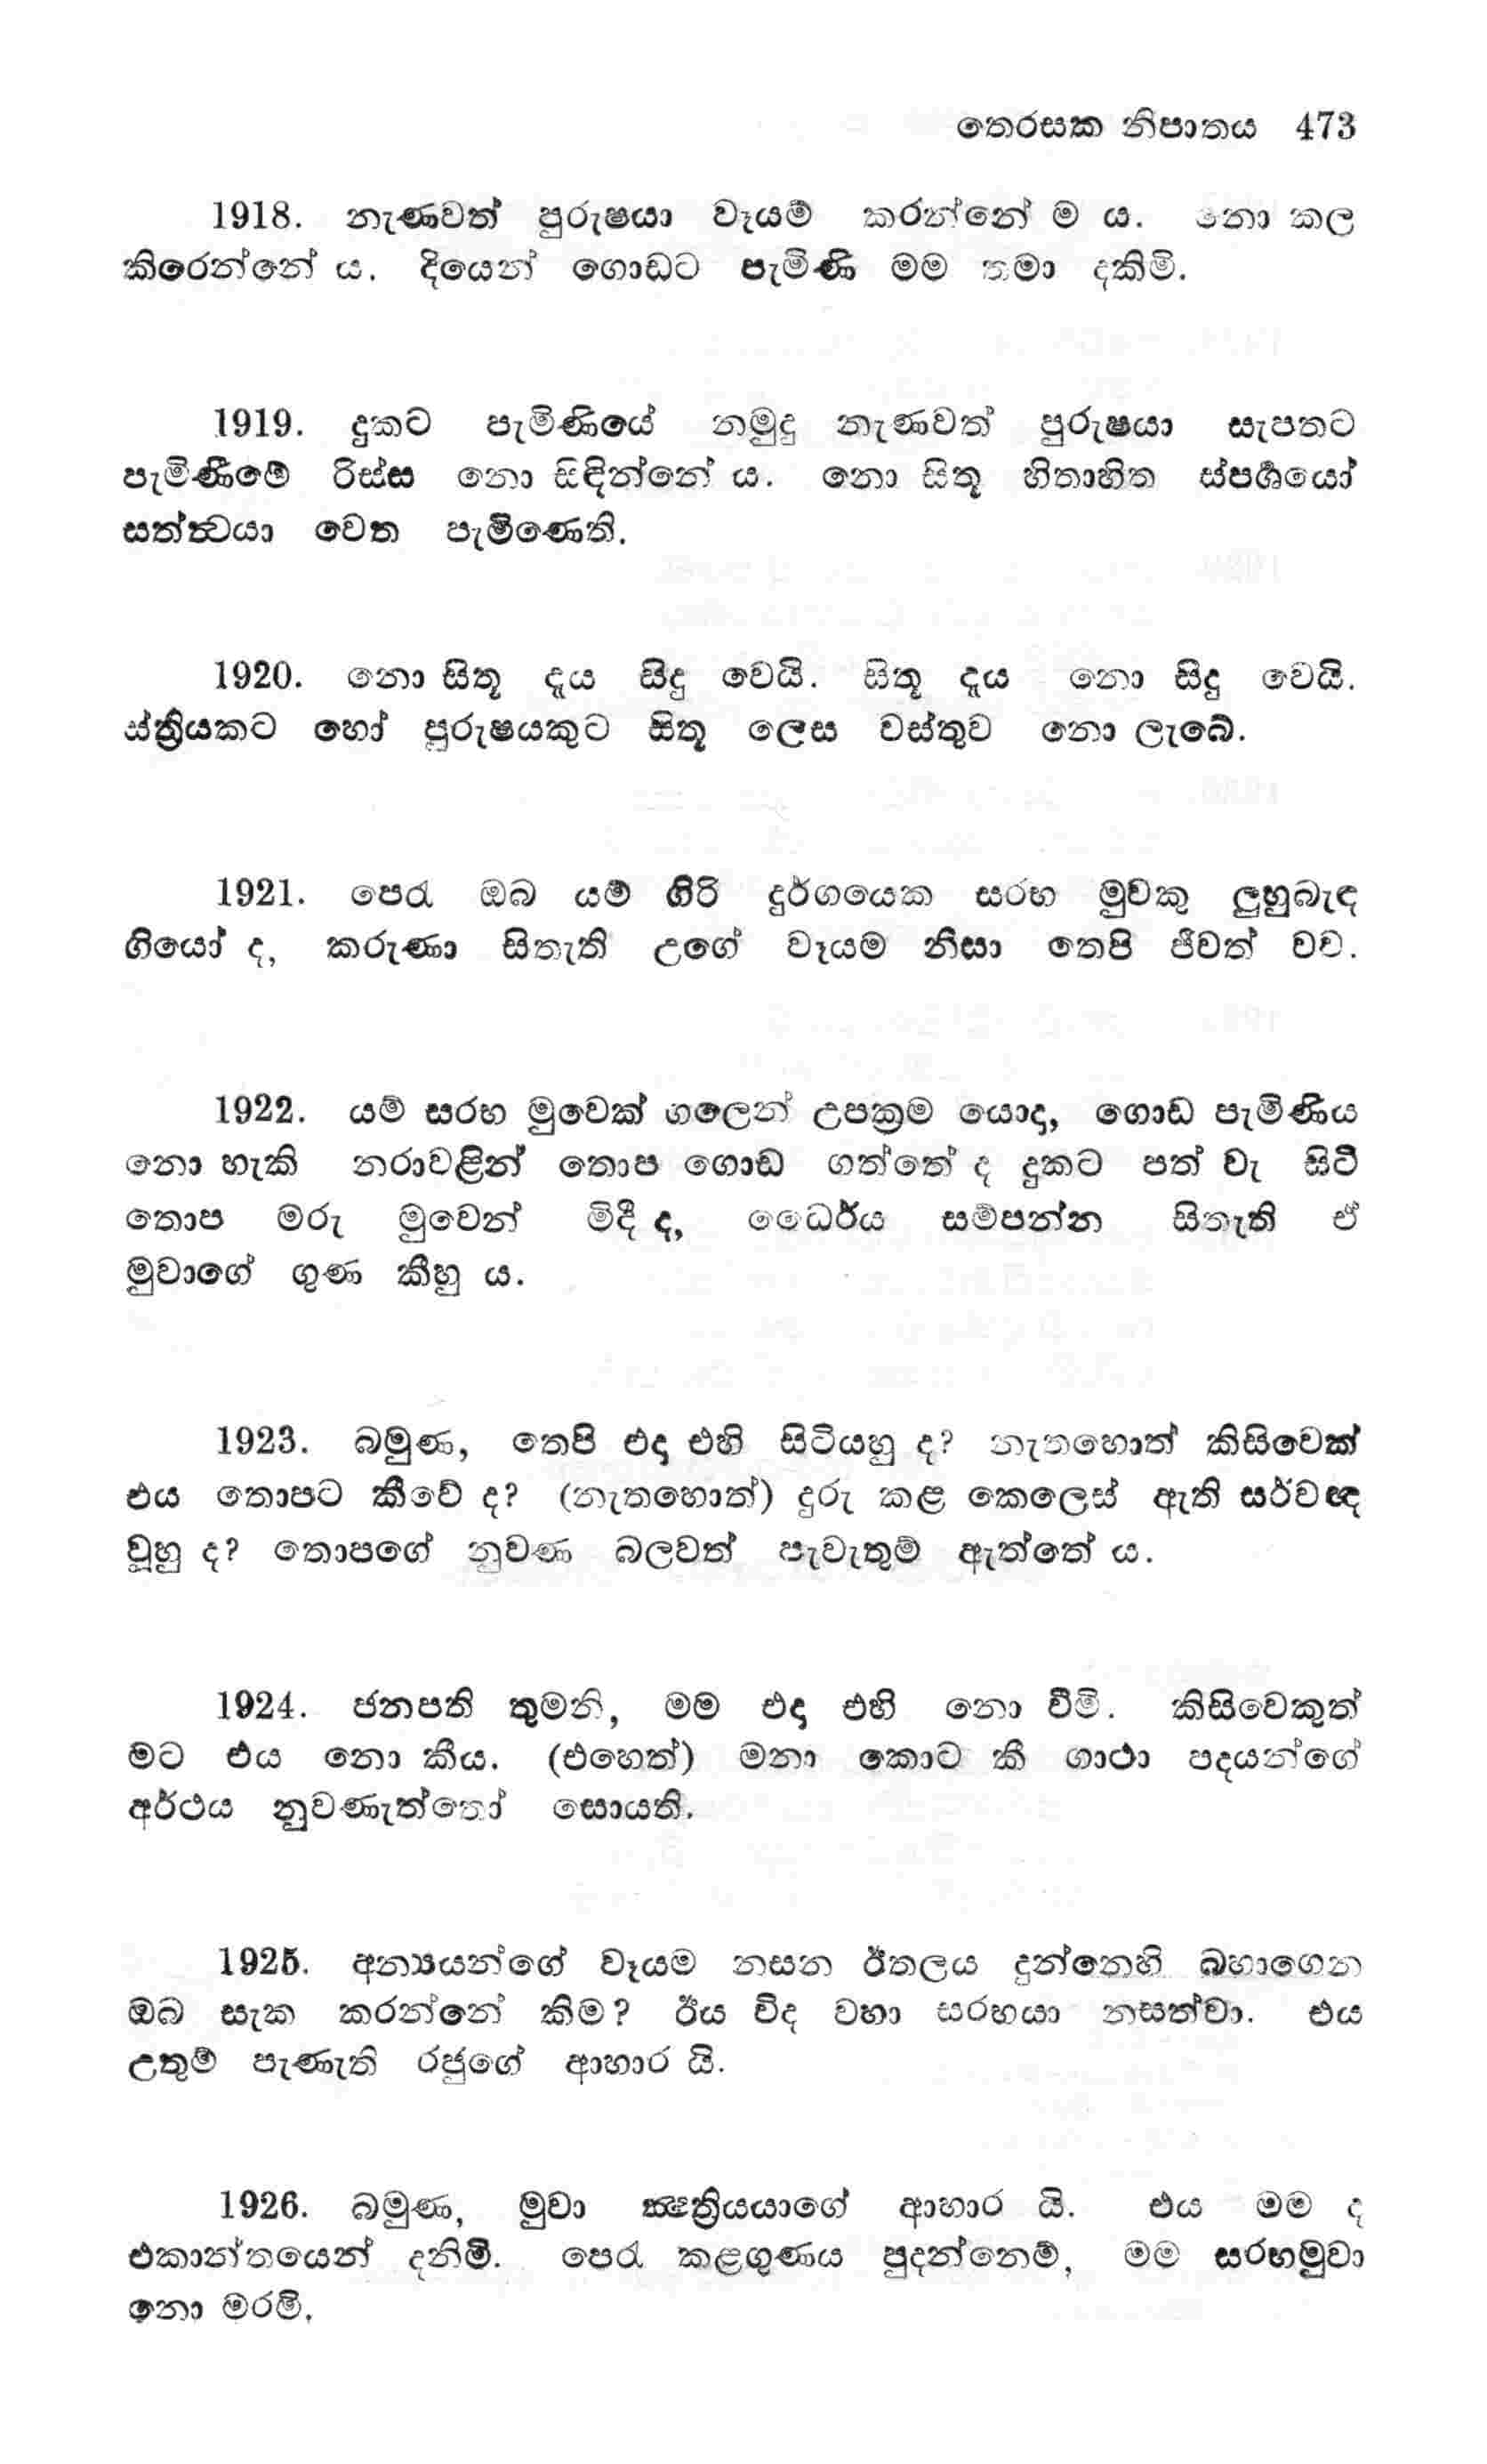 තෙරසක නිපාතය 473
1918. නැණවත් පුරුෂයා වෑයම් කරන්නේ ම ය. නො කල
කිරෙන්නේ ය. දියෙන් ගොඩට පැමිණි මම තමා දකිමි.
1919. දුකට පැමිණියේ නමුදු නැණවත් පුරුෂයා සැපතට
පැමිණීමේ රිස්ස නො සිඳින්නේ ය. නො සිතූ හිතාහිත ස්පර්‍ශයෝ
සත්ත්‍වයා වෙත පැමිණෙති.
1920. නො සිතූ දෑය සිදු වෙයි. සිතූ දෑය නො සිදු වෙයි.
ස්ත්‍රියකට හෝ පුරුෂයකුට සිතූ ලෙස වස්තුව නො ලැබේ.
1921. පෙරැ ඔබ යම් ගිරි දුර්ගයෙක සරභ මුවකු ලුහුබැඳ
ගියෝ ද, කරුණා සිතැති උගේ වෑයම නිසා තෙපි ජීවත් වව.
1922. යම් සරභ මුවෙක් ගලෙන් උපක්‍රම යොදා, ගොඩ පැමිණිය
නො හැකි නරාවළින් තොප ගොඩ ගත්තේ ද දුකට පත් වැ සිටි
තොප මරු මුවෙන් මිදී ද, ධෛර්ය සම්පන්න සිතැති ඒ
මුවාගේ ගුණ කීහු ය.
1923. බමුණ, තෙපි එදා එහි සිටියහු ද? නැතහොත් කිසිවෙක්
එය තොපට කීවේ ද? (නැතහොත්) දුරු කළ කෙලෙස් ඇති සර්වඥ
වූහු ද? තොපගේ නුවණ බලවත් පැවැතුම් ඇත්තේ ය.
1924. ජනපති තුමනි, මම එදා එහි නො වීමි. කිසිවෙකුත්
මට එය නො කීය. (එහෙත්) මනා කොට කී ගාථා පදයන්ගේ
අර්ථය නුවණැත්තෝ සොයති.
1925. අන්‍යයන්ගේ වෑයම නසන ඊතලය දුන්නෙහි බහාගෙන
ඔබ සැක කරන්නේ කිම? ඊය විද වහා සරභයා නසත්වා. එය
උතුම් පැණැති රජුගේ ආහාර යි.
1926. බමුණ, මුවා ක්‍ෂත්‍රියයාගේ ආහාර යි. එය මම ද
එකාන්තයෙන් දනිමි. පෙරැ කළගුණය පුදන්නෙම්, මම සරභමුවා
නො මරමි.